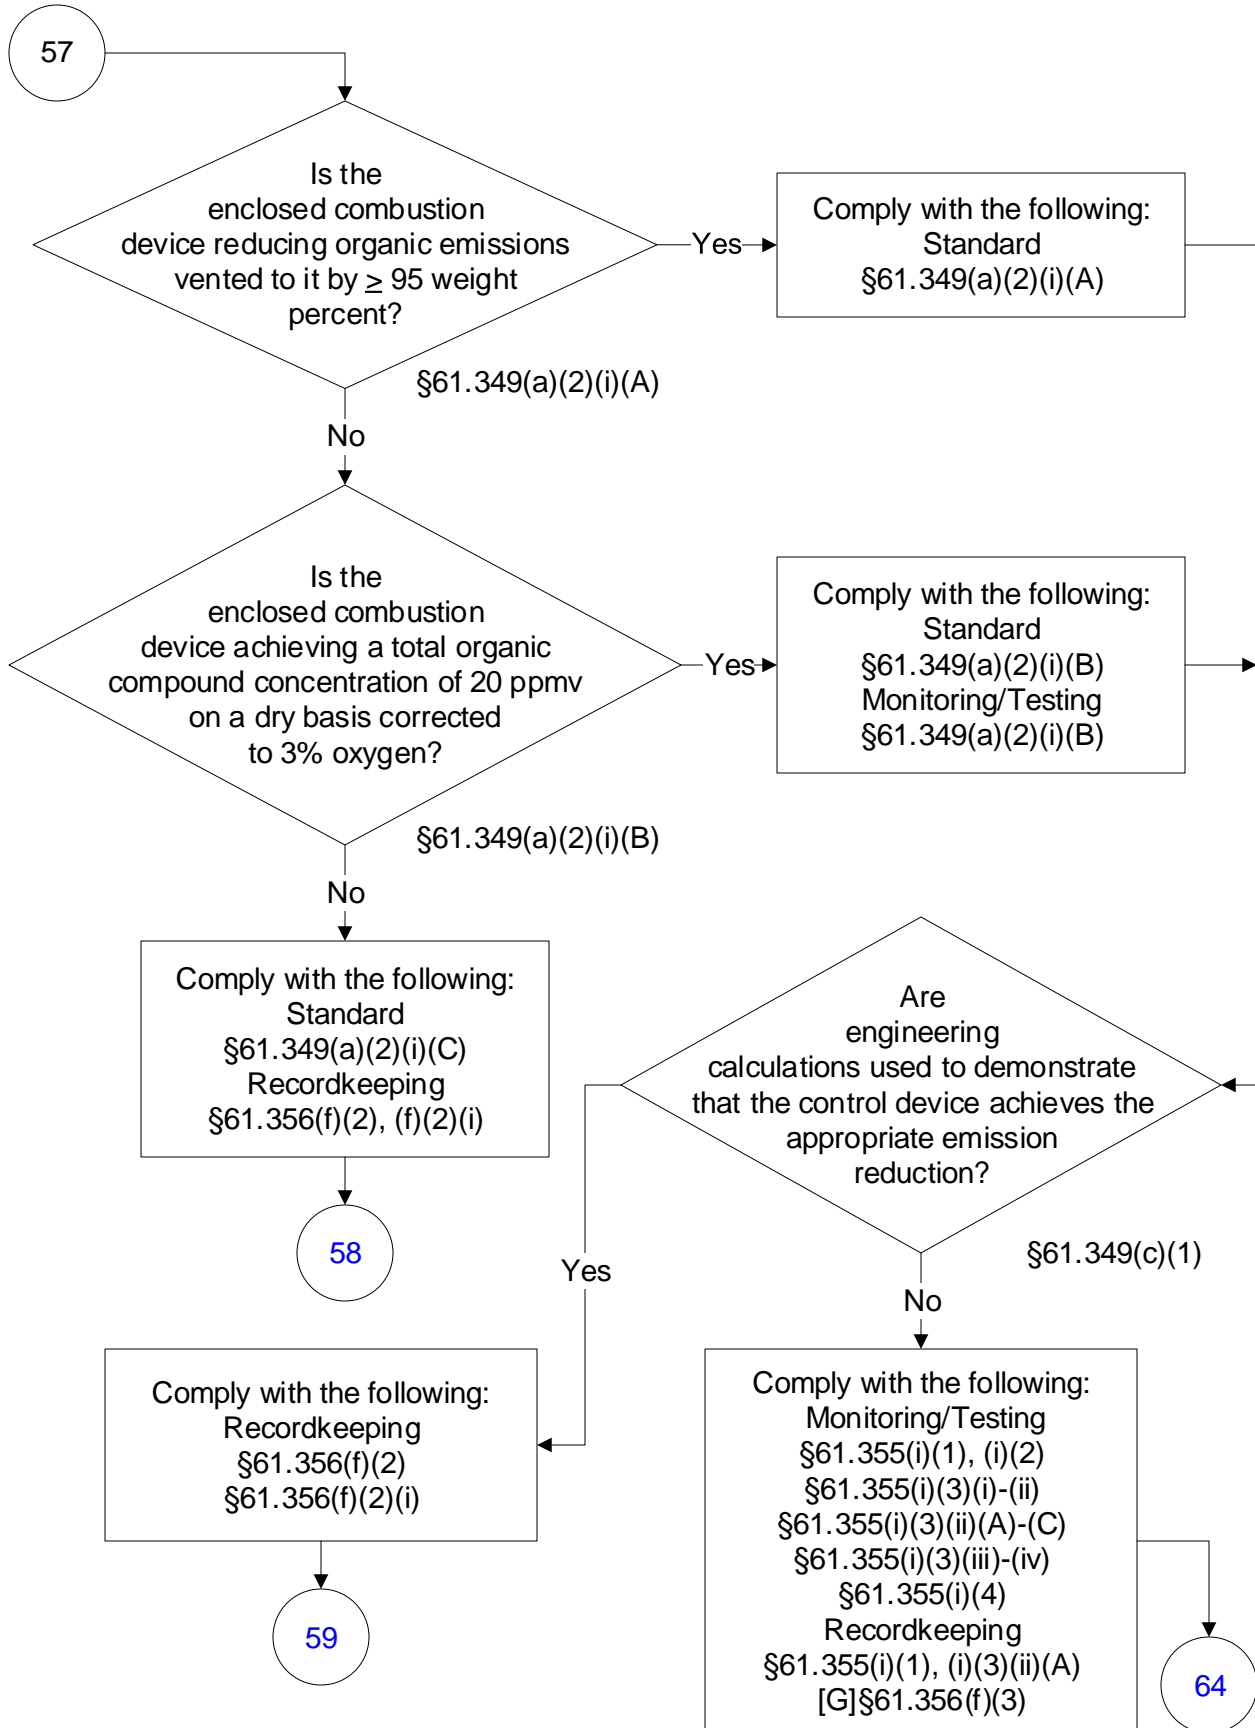 57
Is the
enclosed combustion
device reducing organic emissions
vented to it by ≥ 95 weight
percent?
Yes
Comply with the following:
Standard
§61.349(a)(2)(i)(A)
§61.349(a)(2)(i)(A)
No
Is the
enclosed combustion
device achieving a total organic
compound concentration of 20 ppmv
on a dry basis corrected
to 3% oxygen?
Yes
Comply with the following:
Standard
§61.349(a)(2)(i)(B)
Monitoring/Testing
§61.349(a)(2)(i)(B)
§61.349(a)(2)(i)(B)
No
Comply with the following:
Standard
§61.349(a)(2)(i)(C)
Recordkeeping
§61.356(f)(2), (f)(2)(i)
58
Are
engineering
calculations used to demonstrate
that the control device achieves the
appropriate emission
reduction?
§61.349(c)(1)
Yes
No
Comply with the following:
Recordkeeping
§61.356(f)(2)
§61.356(f)(2)(i)
59
Comply with the following:
Monitoring/Testing
§61.355(i)(1), (i)(2)
§61.355(i)(3)(i)-(ii)
§61.355(i)(3)(ii)(A)-(C)
§61.355(i)(3)(iii)-(iv)
§61.355(i)(4)
Recordkeeping
§61.355(i)(1), (i)(3)(ii)(A)
[G]§61.356(f)(3)
64